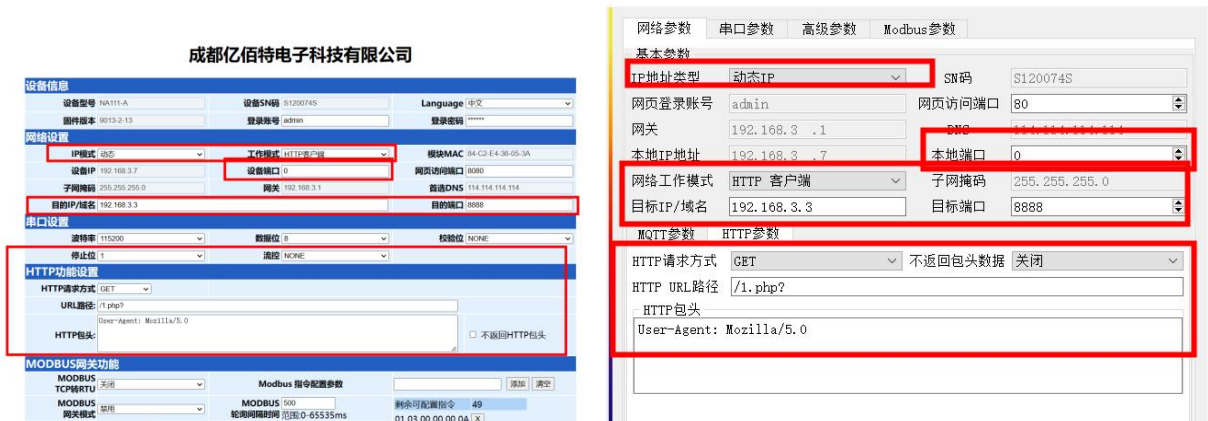 成都亿佰特电子科技有限公司
设备信息
设备型号 NA111-A 设备SN码 S120074S Language 中文
固件版本 9013-2-13 登录账号 admin 登录密码 ******
网络设置
IP模式 动态 工作模式 HTTP客户端 模块MAC 84-C2-E4-36-05-3A
设备IP 192.168.3.7 设备端口 0 网页访问端口 8080
子网掩码 255.255.255.0 网关 192.168.3.1 首选DNS 114.114.114.114
目的IP/域名 192.168.3.3 目的端口 8888
串口设置
波特率 115200 数据位 8 校验位 NONE
停止位 1 流控 NONE
HTTP功能设置
HTTP请求方式 GET
URL路径: /1.php?
HTTP包头: User-Agent: Mozilla/5.0 不返回HTTP包头
MODBUS网关功能
MODBUS TCP转RTU 关闭 Modbus 指令配置参数 添加 清空
MODBUS 网关模式 禁用 MODBUS 轮询间隔时间 500 范围:0-65535ms 剩余可配置指令 49
01 03 00 00 00 0A X
网络参数 串口参数 高级参数 Modbus参数
基本参数
IP地址类型 动态IP SN码 S120074S
网页登录账号 admin 网页访问端口 80
网关 192.168.3 .1 DNS 114.114.114.114
本地IP地址 192.168.3 .7 本地端口 0
网络工作模式 HTTP 客户端 子网掩码 255.255.255.0
目标IP/域名 192.168.3.3 目标端口 8888
MQTT参数 HTTP参数
HTTP请求方式 GET 不返回包头数据 关闭
HTTP URL路径 /1.php?
HTTP包头
User-Agent: Mozilla/5.0